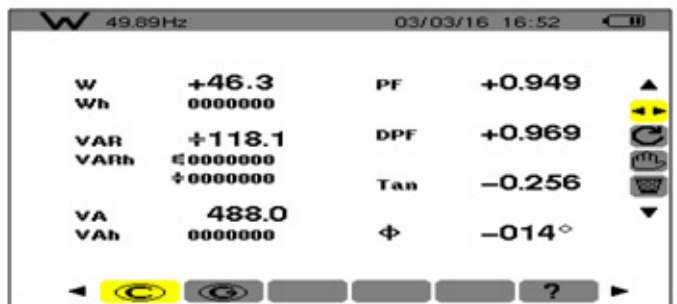 W 49.89Hz 03/03/16 16:52
W +46.3 PF +0.949
Wh 0000000
VAR ÷118.1 DPF +0.969
VARh 0000000
÷0000000 Tan −0.256
VA 488.0
VAh 0000000 Φ −014°
?